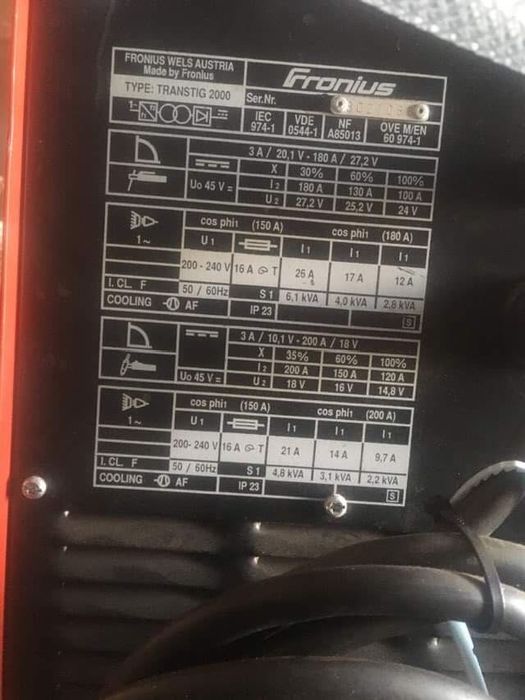 FRONIUS WELS AUSTRIA
Made by Fronius
Fronius
TYPE: TRANSTIG 2000
Ser.Nr.
1~
IEC 974-1
VDE 0544-1
NF A85013
OVE M/EN 60 974-1
3 A / 20,1 V - 180 A / 27,2 V
X 30% 60% 100%
U0 45 V = I2 180 A 130 A 100 A
U2 27,2 V 25,2 V 24 V
cos phi1 (150 A) cos phi1 (180 A)
1~ U1 I1 I1 I1
200 - 240 V 16 A T 26 A 17 A 12 A
I. CL. F 50 / 60Hz S1 6,1 kVA 4,0 kVA 2,8 kVA
COOLING AF IP 23 S
3 A / 10,1 V - 200 A / 18 V
X 35% 60% 100%
I2 200 A 150 A 120 A
U0 45 V = U2 18 V 16 V 14,8 V
cos phi1 (150 A) cos phi1 (200 A)
1~ U1 I1 I1 I1
200- 240 V 16 A T 21 A 14 A 9,7 A
I. CL. F 50 / 60Hz S1 4,8 kVA 3,1 kVA 2,2 kVA
COOLING AF IP 23 S